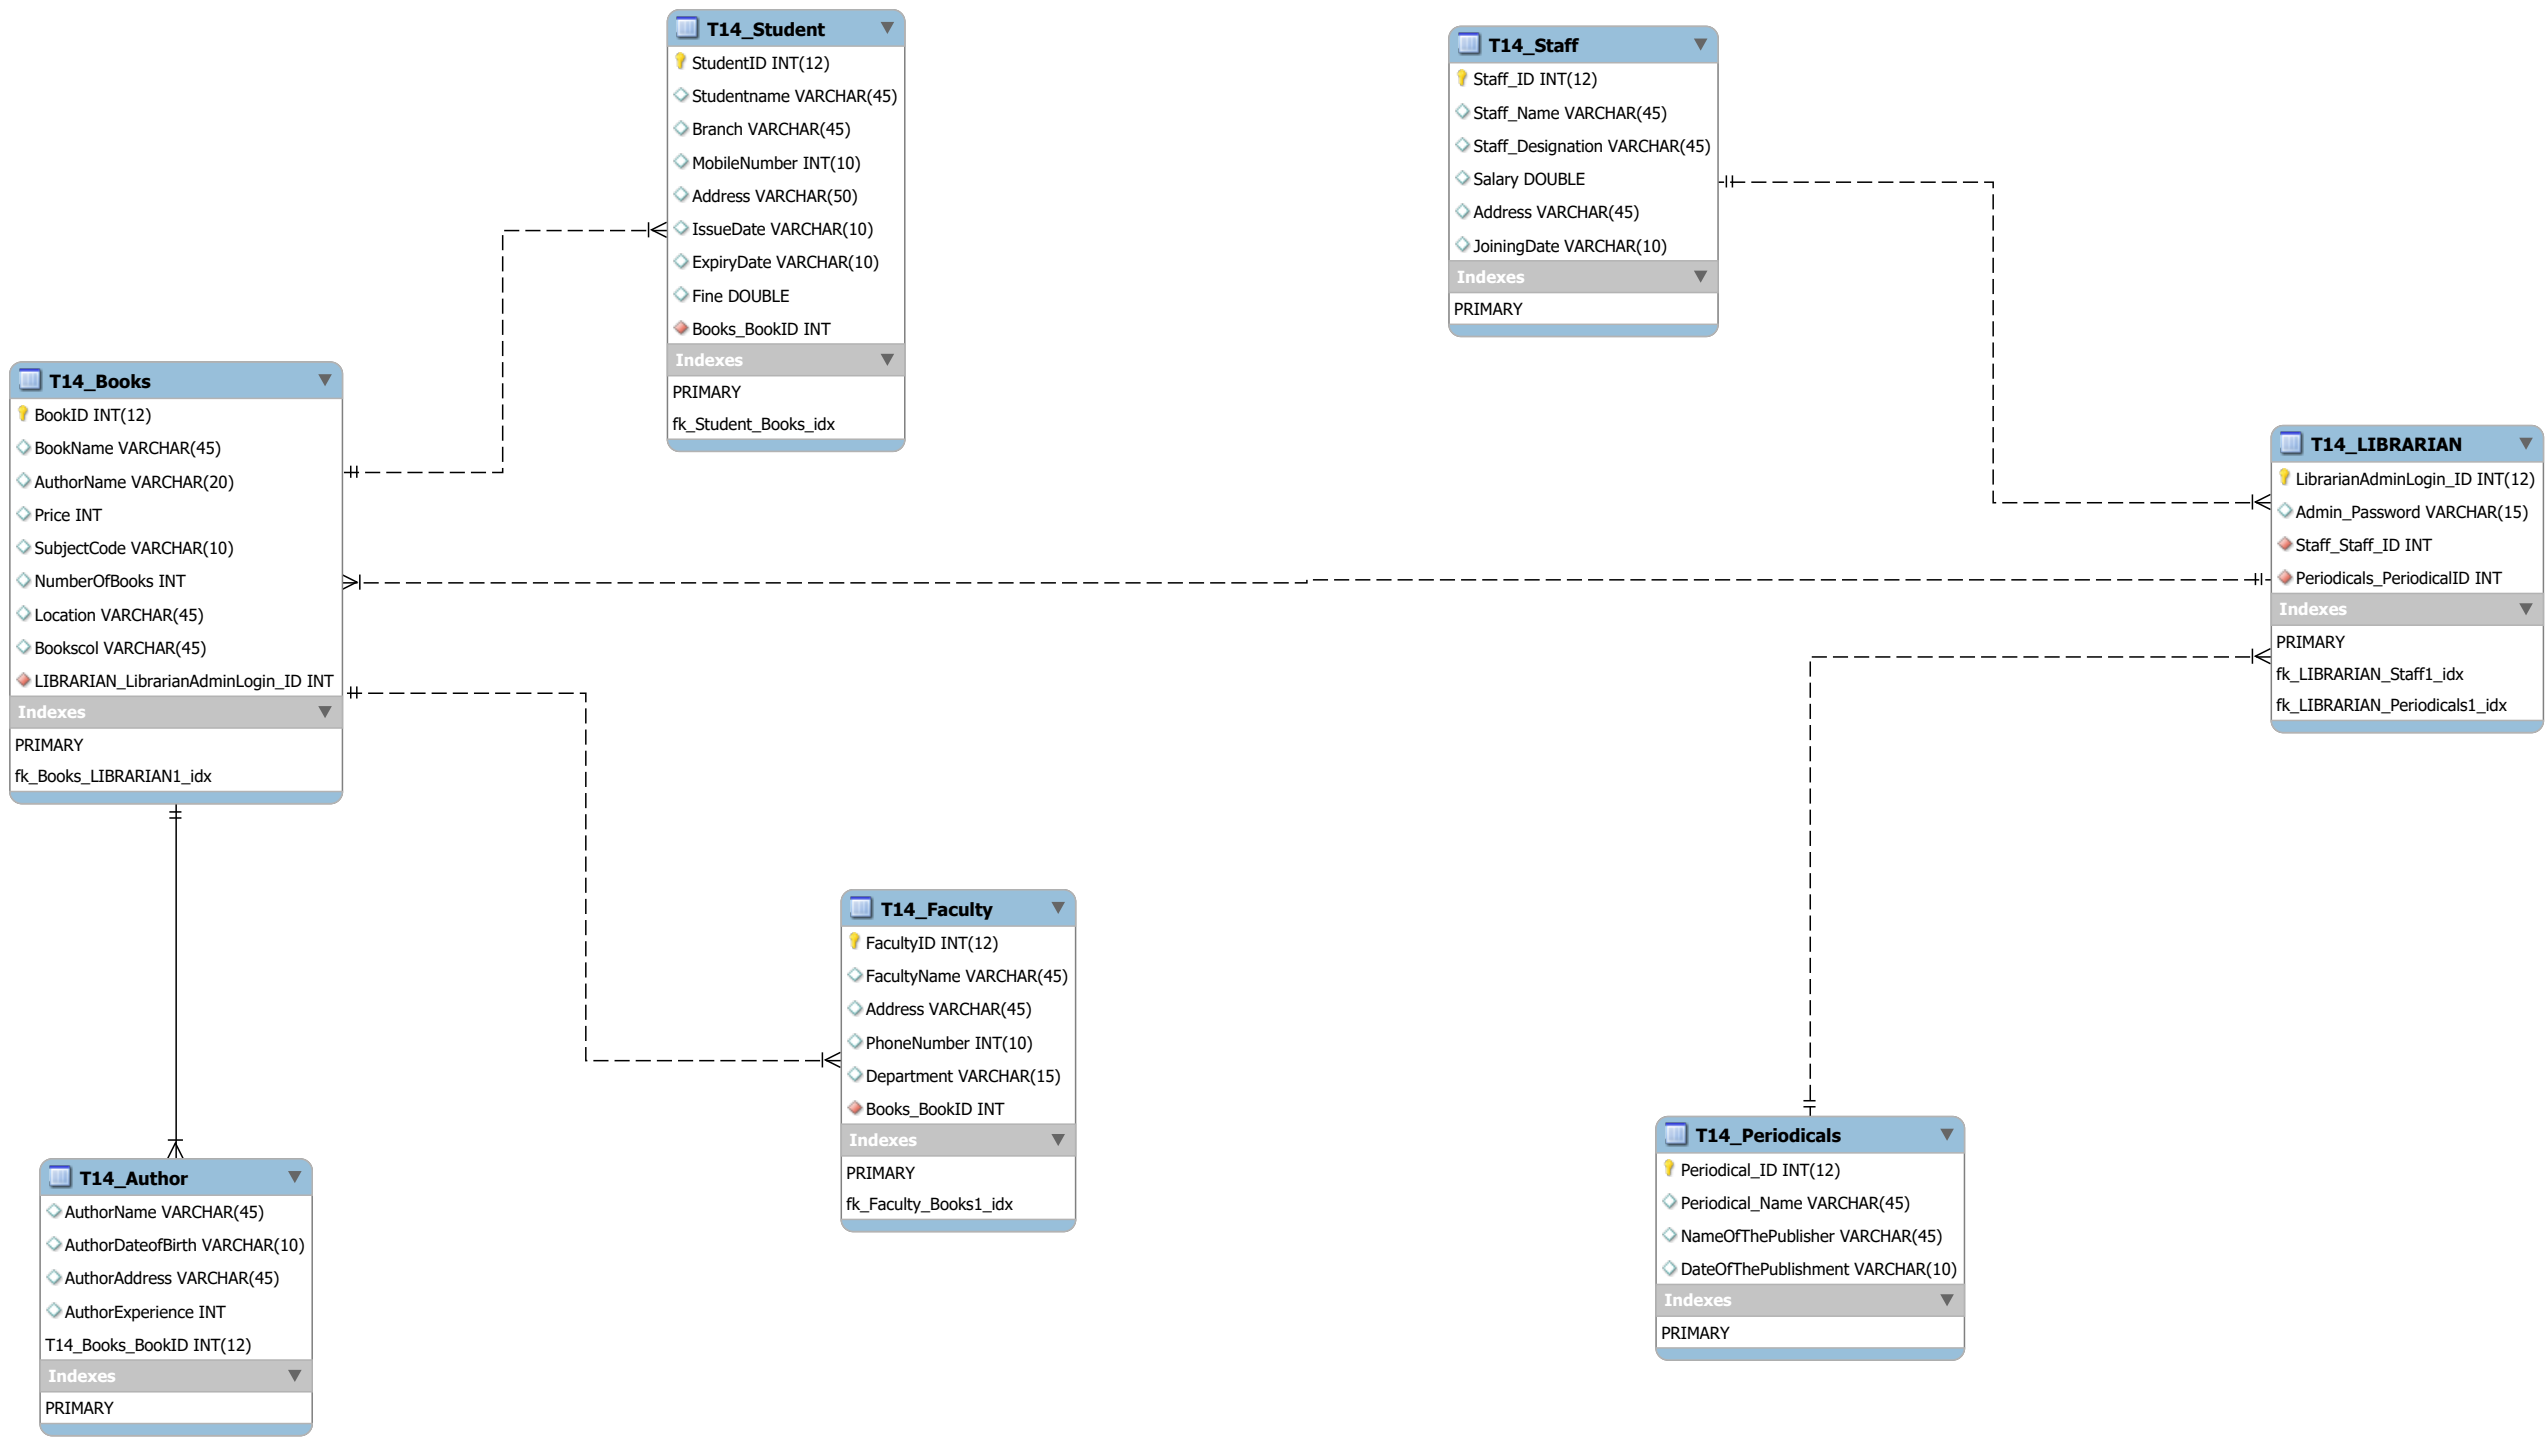 T14_Student
StudentID INT(12)
Studentname VARCHAR(45)
Branch VARCHAR(45)
MobileNumber INT(10)
Address VARCHAR(50)
IssueDate VARCHAR(10)
ExpiryDate VARCHAR(10)
Fine DOUBLE
Books_BookID INT
Indexes
PRIMARY
fk_Student_Books_idx
T14_Staff
Staff_ID INT(12)
Staff_Name VARCHAR(45)
Staff_Designation VARCHAR(45)
Salary DOUBLE
Address VARCHAR(45)
JoiningDate VARCHAR(10)
Indexes
PRIMARY
T14_Books
BookID INT(12)
BookName VARCHAR(45)
AuthorName VARCHAR(20)
Price INT
SubjectCode VARCHAR(10)
NumberOfBooks INT
Location VARCHAR(45)
Bookscol VARCHAR(45)
LIBRARIAN_LibrarianAdminLogin_ID INT
Indexes
PRIMARY
fk_Books_LIBRARIAN1_idx
T14_LIBRARIAN
LibrarianAdminLogin_ID INT(12)
Admin_Password VARCHAR(15)
Staff_Staff_ID INT
Periodicals_PeriodicalID INT
Indexes
PRIMARY
fk_LIBRARIAN_Staff1_idx
fk_LIBRARIAN_Periodicals1_idx
T14_Faculty
FacultyID INT(12)
FacultyName VARCHAR(45)
Address VARCHAR(45)
PhoneNumber INT(10)
Department VARCHAR(15)
Books_BookID INT
Indexes
PRIMARY
fk_Faculty_Books1_idx
T14_Author
AuthorName VARCHAR(45)
AuthorDateofBirth VARCHAR(10)
AuthorAddress VARCHAR(45)
AuthorExperience INT
T14_Books_BookID INT(12)
Indexes
PRIMARY
T14_Periodicals
Periodical_ID INT(12)
Periodical_Name VARCHAR(45)
NameOfThePublisher VARCHAR(45)
DateOfThePublishment VARCHAR(10)
Indexes
PRIMARY